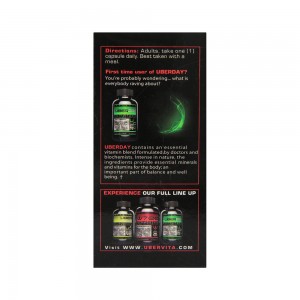 Directions: Adults, take one (1)
capsule daily. Best taken with a
meal.
First time user of UBERDAY?
You're probably wondering... what is
everybody raving about?
UBERDAY contains an essential
vitamin blend formulated by doctors and
biochemists. Intense in nature, the
ingredients provide essential minerals
and vitamins for the body; an
important part of balance and well
being. †
EXPERIENCE OUR FULL LINE UP
Visit WWW.UBERVITA.COM